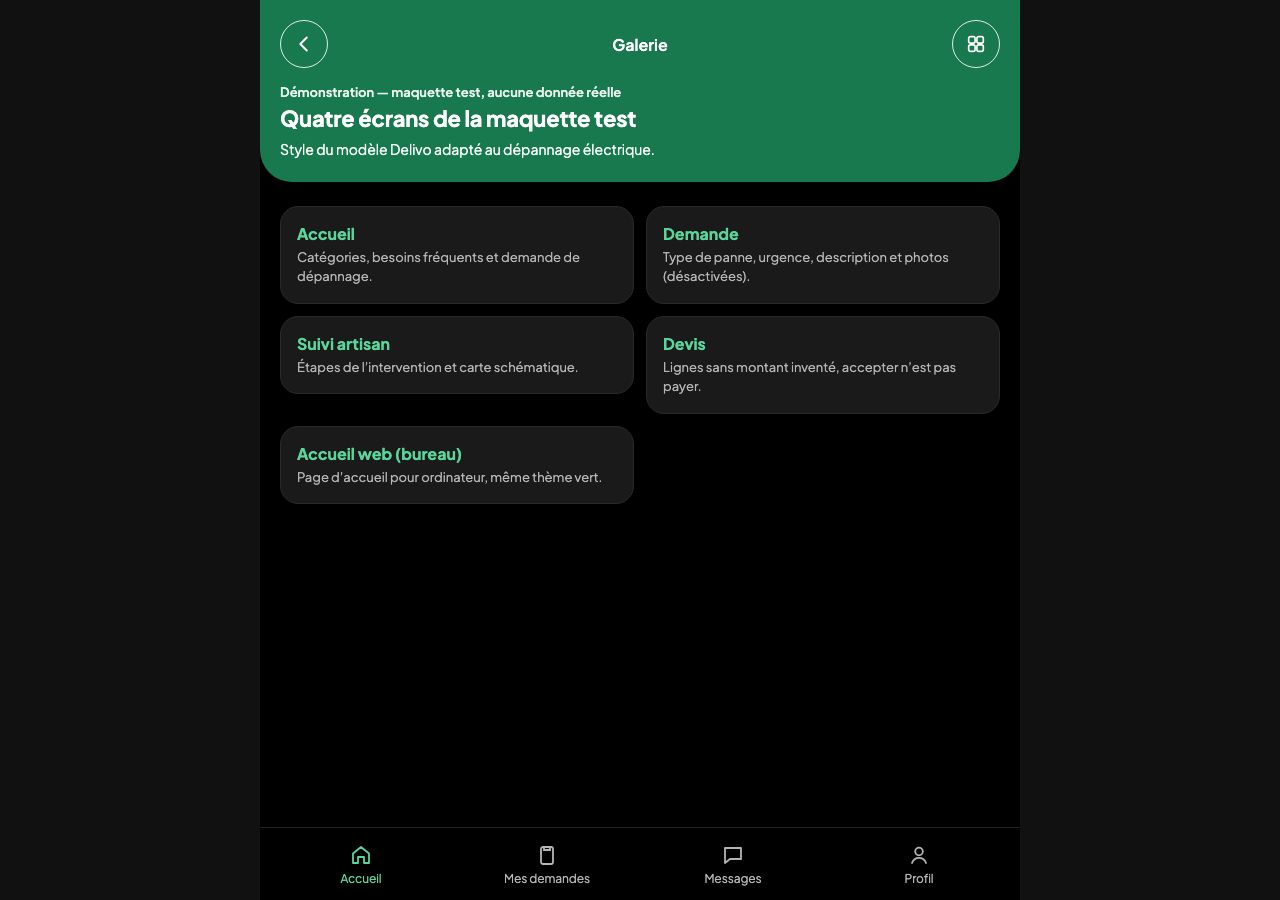 Galerie
Démonstration — maquette test, aucune donnée réelle
Quatre écrans de la maquette test
Style du modèle Delivo adapté au dépannage électrique.
Accueil
Catégories, besoins fréquents et demande de
dépannage.
Demande
Type de panne, urgence, description et photos
(désactivées).
Suivi artisan
Étapes de l'intervention et carte schématique.
Devis
Lignes sans montant inventé, accepter n'est pas
payer.
Accueil web (bureau)
Page d'accueil pour ordinateur, même thème vert.
Accueil
Mes demandes
Messages
Profil